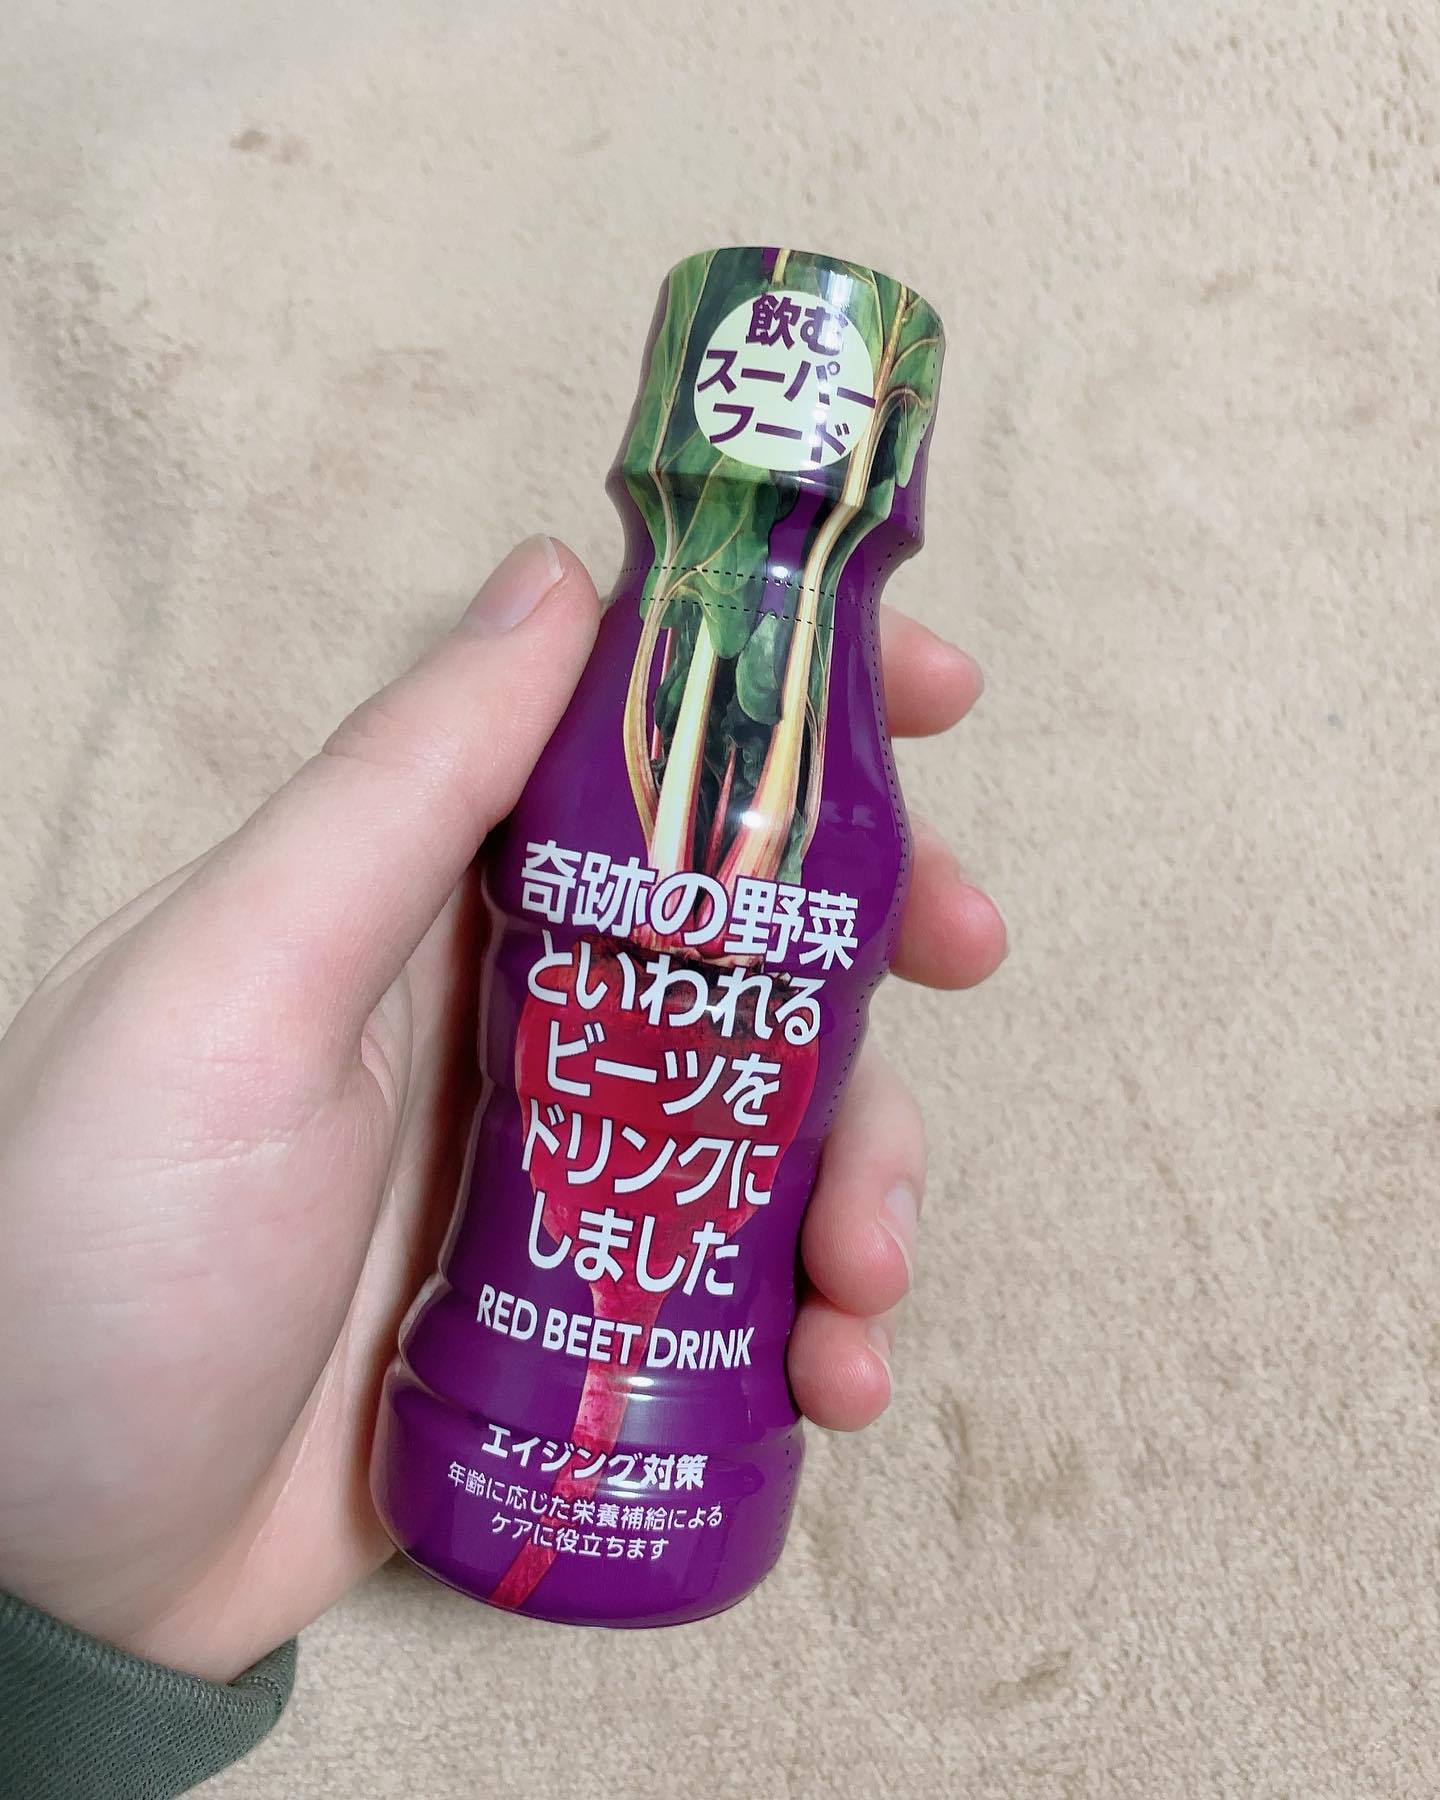 飲む
スーパー
フード
奇跡の野菜
といわれる
ビーツを
ドリンクに
しました
RED BEET DRINK
エイジング対策
年齢に応じた栄養補給による
ケアに役立ちます